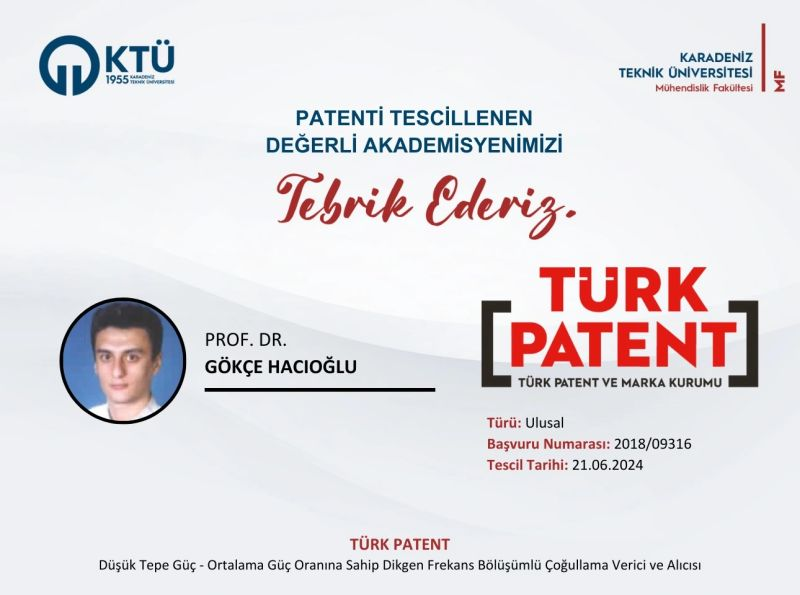 KTÜ
1955 KARADENİZ
TEKNİK ÜNİVERSİTESİ
KARADENİZ
TEKNİK ÜNİVERSİTESİ
Mühendislik Fakültesi
MF
PATENTİ TESCİLLENEN
DEĞERLİ AKADEMİSYENİMİZİ
Tebrik Ederiz.
PROF. DR.
GÖKÇE HACIOĞLU
TÜRK
PATENT
TÜRK PATENT VE MARKA KURUMU
Türü: Ulusal
Başvuru Numarası: 2018/09316
Tescil Tarihi: 21.06.2024
TÜRK PATENT
Düşük Tepe Güç - Ortalama Güç Oranına Sahip Dikgen Frekans Bölüşümlü Çoğullama Verici ve Alıcısı